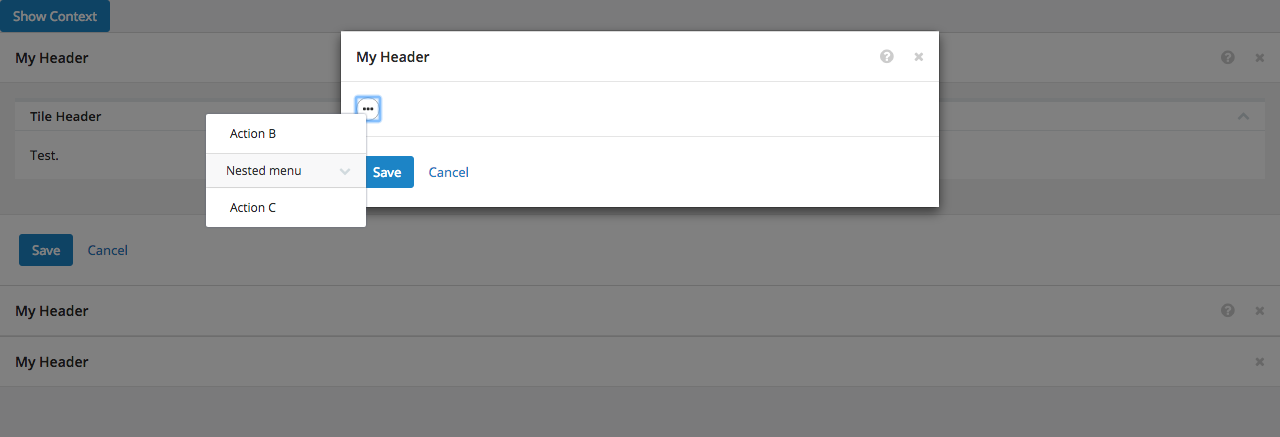 Show Context
My Header
My Header
Tile Header
Test.
Action B
Nested menu
Action C
Save Cancel
Save Cancel
My Header
My Header